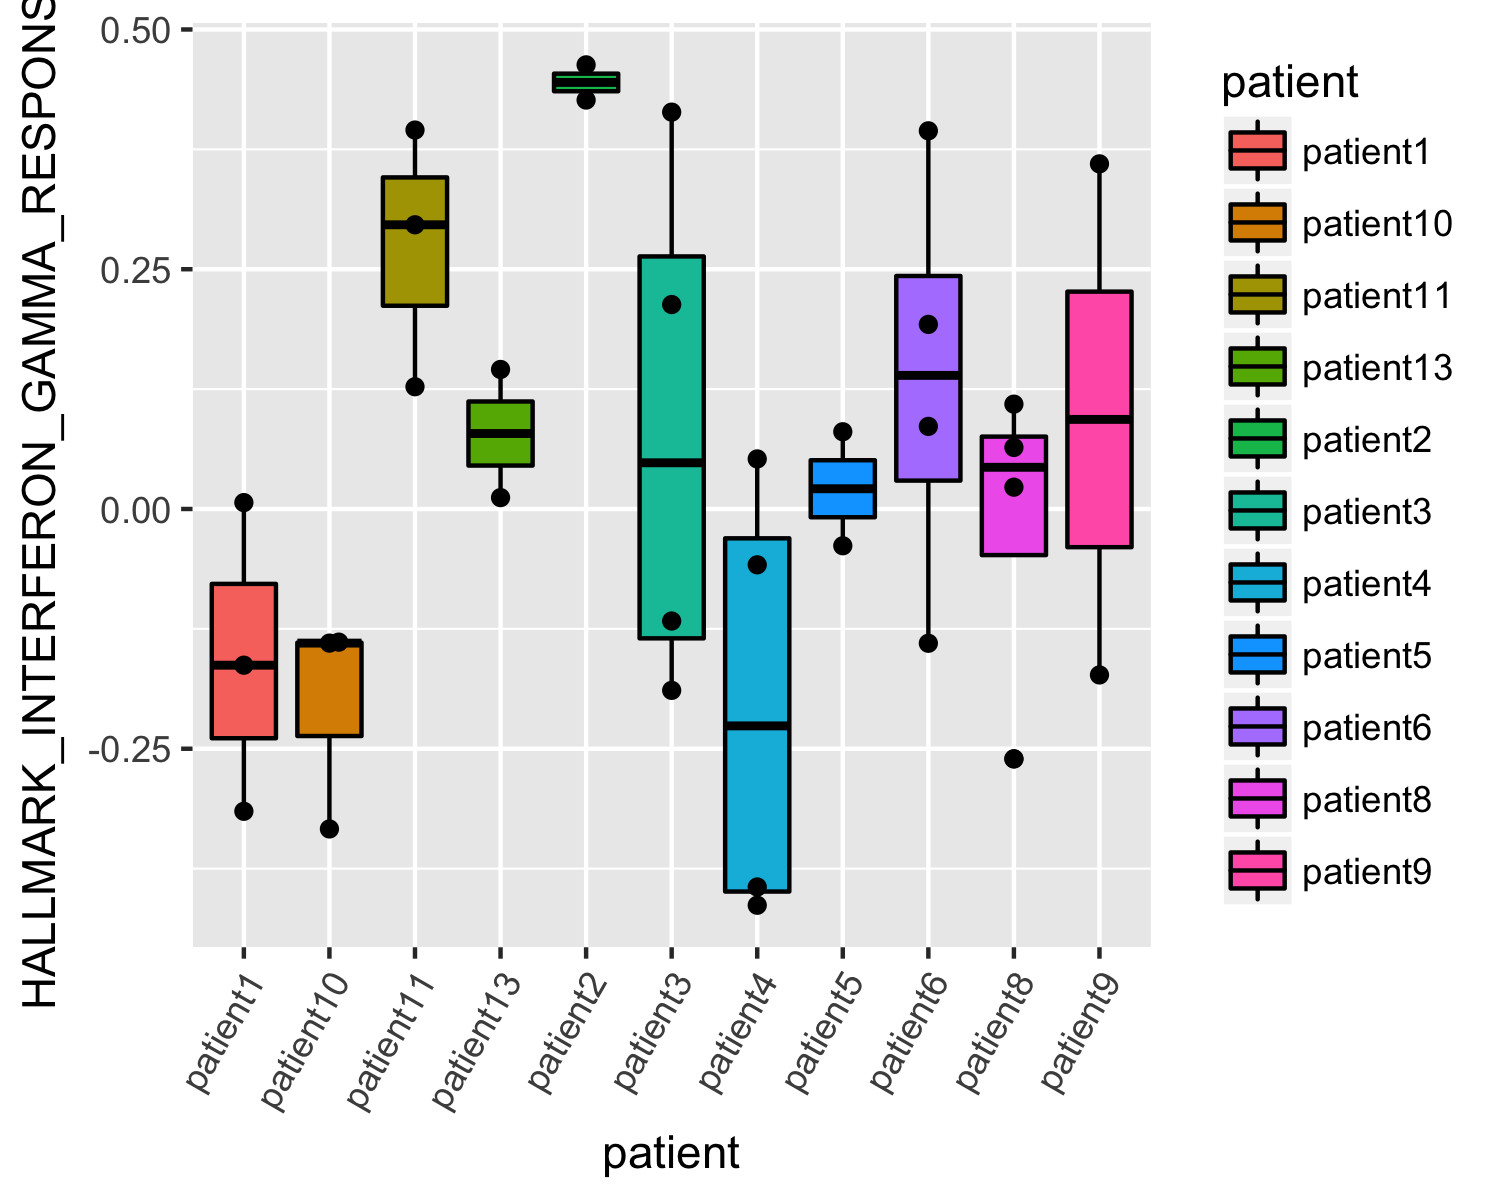 HALLMARK_INTERFERON_GAMMA_RESPONS
0.50
0.25
0.00
-0.25
patient1
patient10
patient11
patient13
patient2
patient3
patient4
patient5
patient6
patient8
patient9
patient
patient
patient1
patient10
patient11
patient13
patient2
patient3
patient4
patient5
patient6
patient8
patient9